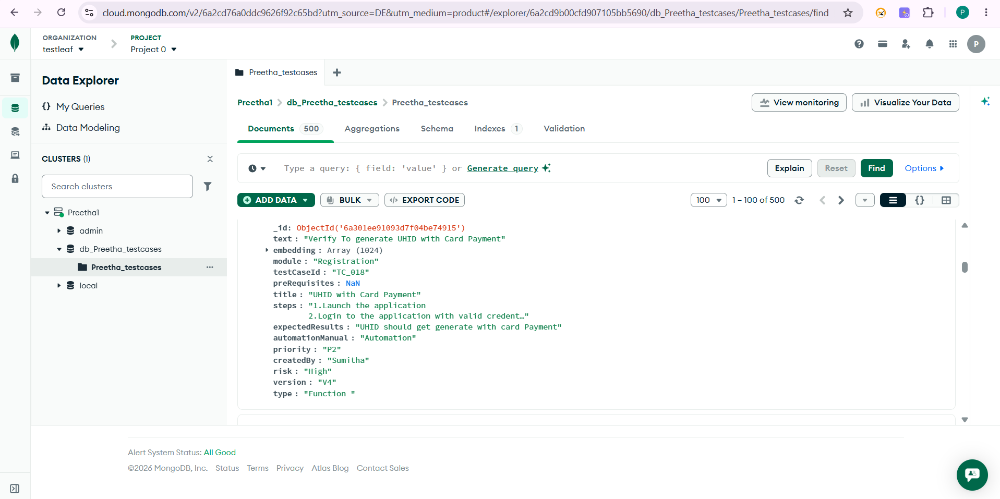 cloud.mongodb.com/v2/6a2cd76a0ddc9626f92c65bd?utm_source=DE&utm_medium=product#/explorer/6a2cd9b00cfd907105bb5690/db_Preetha_testcases/Preetha_testcases/find
P
ORGANIZATION
testleaf
PROJECT
Project 0
P
Data Explorer
My Queries
Data Modeling
CLUSTERS (1)
Search clusters
Preetha1
admin
db_Preetha_testcases
Preetha_testcases
local
Preetha_testcases
Preetha1 > db_Preetha_testcases > Preetha_testcases
View monitoring
Visualize Your Data
Documents 500 Aggregations Schema Indexes 1 Validation
Type a query: { field: 'value' } or Generate query
Explain Reset Find Options
ADD DATA BULK EXPORT CODE
100 1 – 100 of 500
_id: ObjectId('6a301ee91093d7f04be74915')
text : "Verify To generate UHID with Card Payment"
embedding : Array (1024)
module : "Registration"
testCaseId : "TC_018"
preRequisites : NaN
title : "UHID with Card Payment"
steps : "1.Launch the application
2.Login to the application with valid credent…"
expectedResults : "UHID should get generate with card Payment"
automationManual : "Automation"
priority : "P2"
createdBy : "Sumitha"
risk : "High"
version : "V4"
type : "Function "
Alert System Status: All Good
©2026 MongoDB, Inc. Status Terms Privacy Atlas Blog Contact Sales